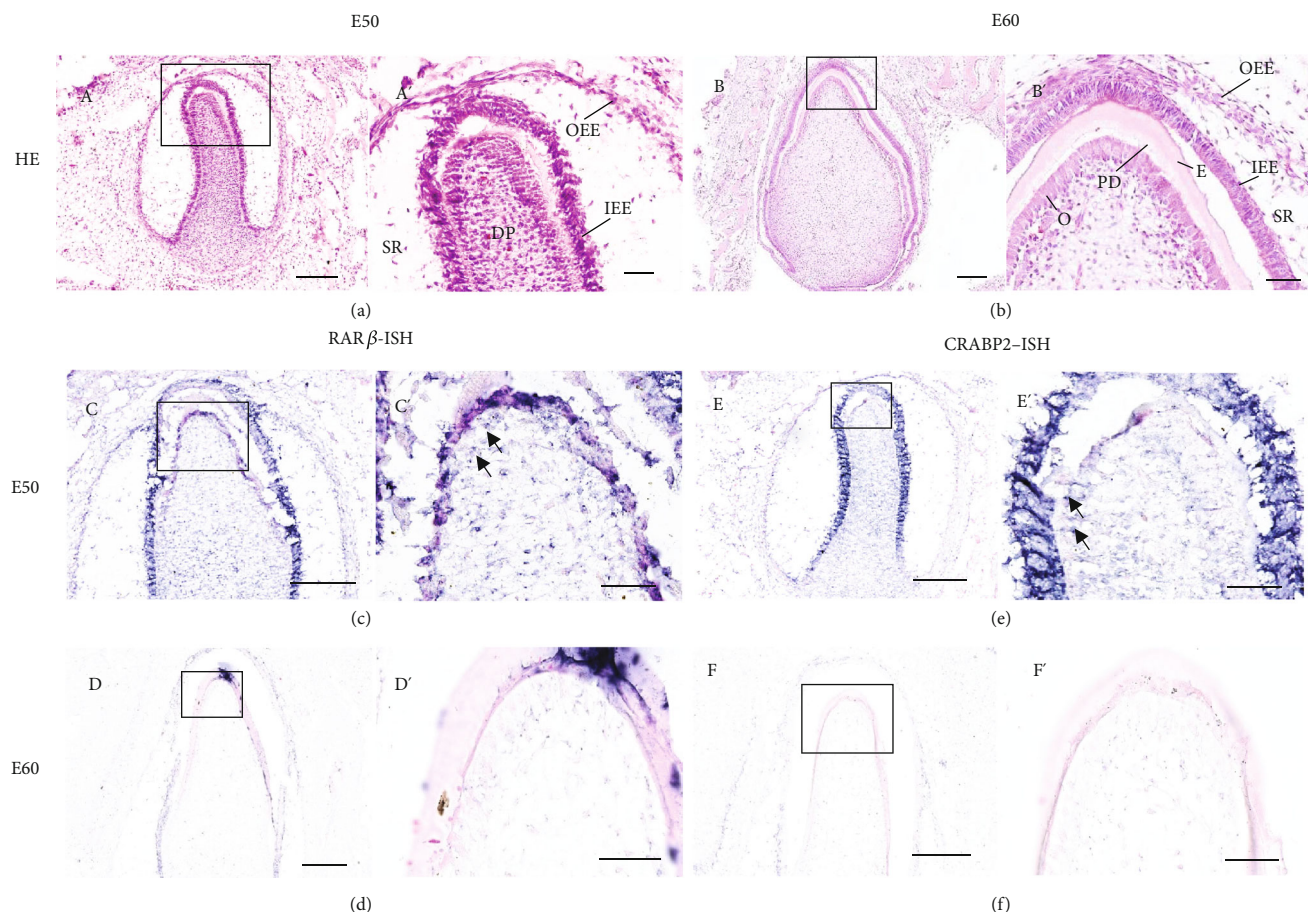 E50
E60
HE
A
A′
OEE
IEE
SR
DP
B
B′
OEE
PD
E
IEE
O
SR
(a)
(b)
RARβ-ISH
CRABP2–ISH
E50
C
C′
E
E′
(c)
(e)
E60
D
D′
F
F′
(d)
(f)